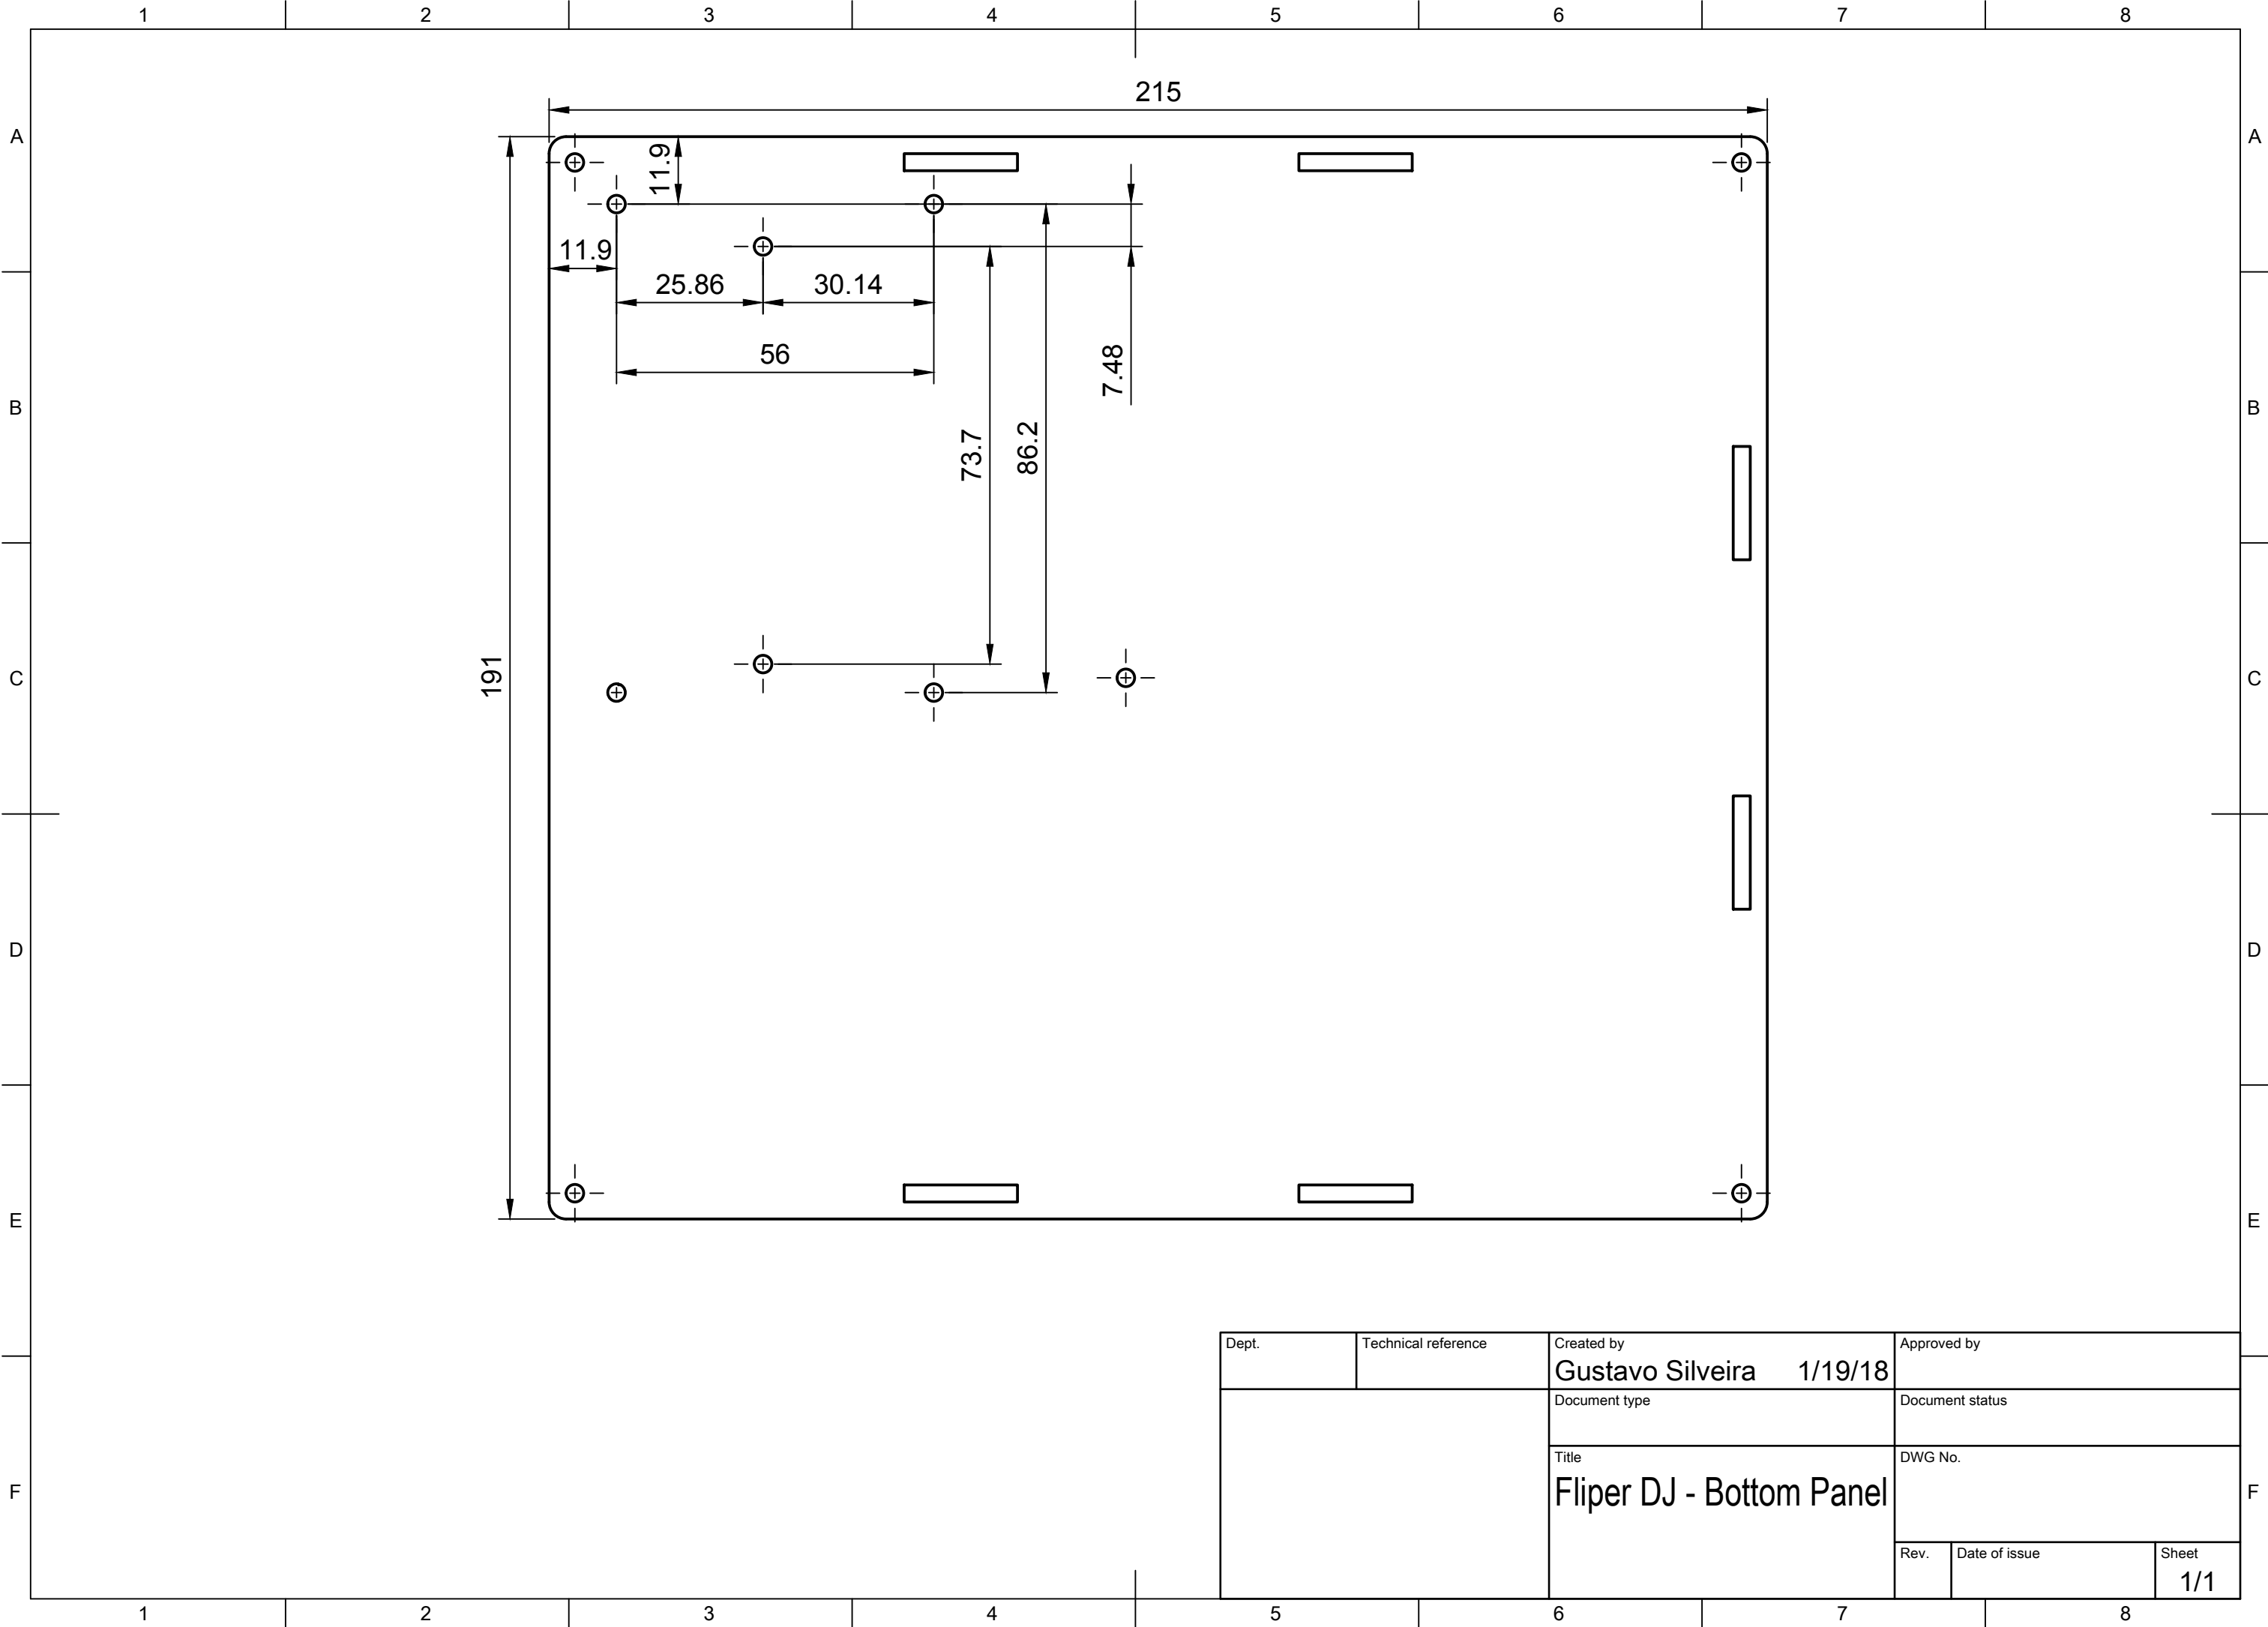 1 2 3 4 5 6 7 8
215
A A
11.9
11.9
25.86 30.14
56
7.48
B B
73.7 86.2
191
C C
D D
E E
Dept. Technical reference Created by Approved by
Gustavo Silveira 1/19/18
Document type Document status
Title DWG No.
Fliper DJ - Bottom Panel
F F
Rev. Date of issue Sheet
1/1
1 2 3 4 5 6 7 8